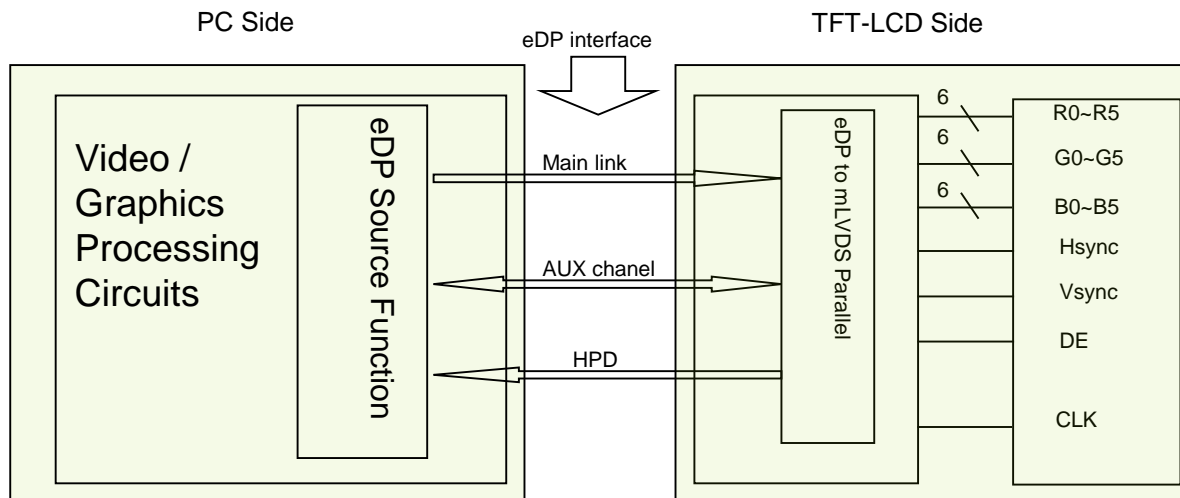 PC Side
eDP interface
TFT-LCD Side
Video /
Graphics
Processing
Circuits
eDP Source Function
Main link
AUX chanel
HPD
eDP to mLVDS Parallel
6
R0~R5
6
G0~G5
6
B0~B5
Hsync
Vsync
DE
CLK